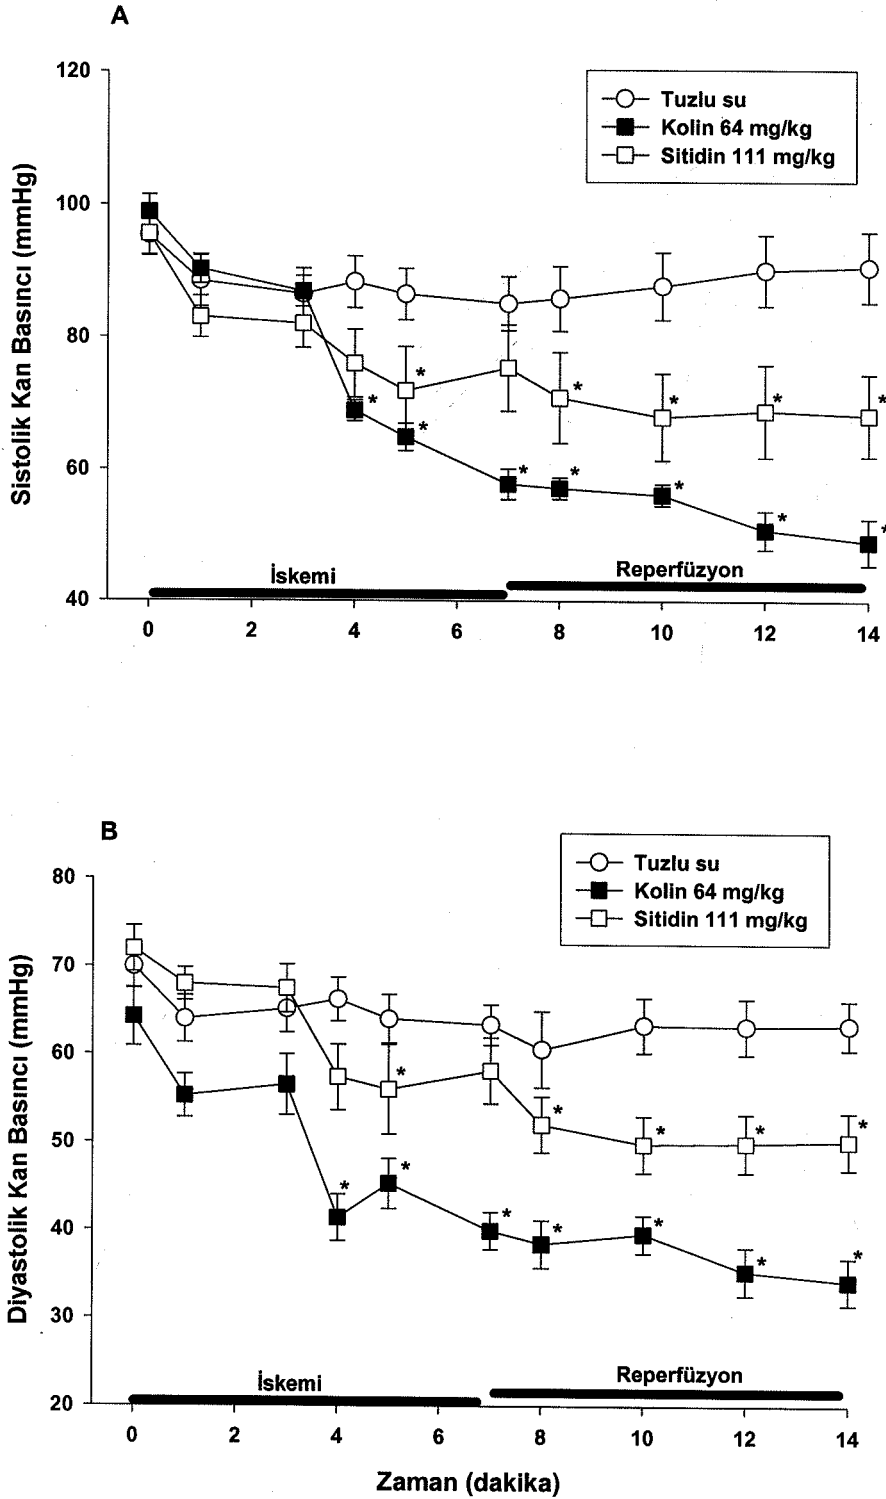 A
120
100
80
60
40
Sistolik Kan Basıncı (mmHg)
Tuzlu su
Kolin 64 mg/kg
Sitidin 111 mg/kg
* * * * * * *
* * * * *
İskemi
Reperfüzyon
0 2 4 6 8 10 12 14
B
80
70
60
50
40
30
20
Diyastolik Kan Basıncı (mmHg)
Tuzlu su
Kolin 64 mg/kg
Sitidin 111 mg/kg
* * * * *
* * * * * * *
İskemi
Reperfüzyon
0 2 4 6 8 10 12 14
Zaman (dakika)